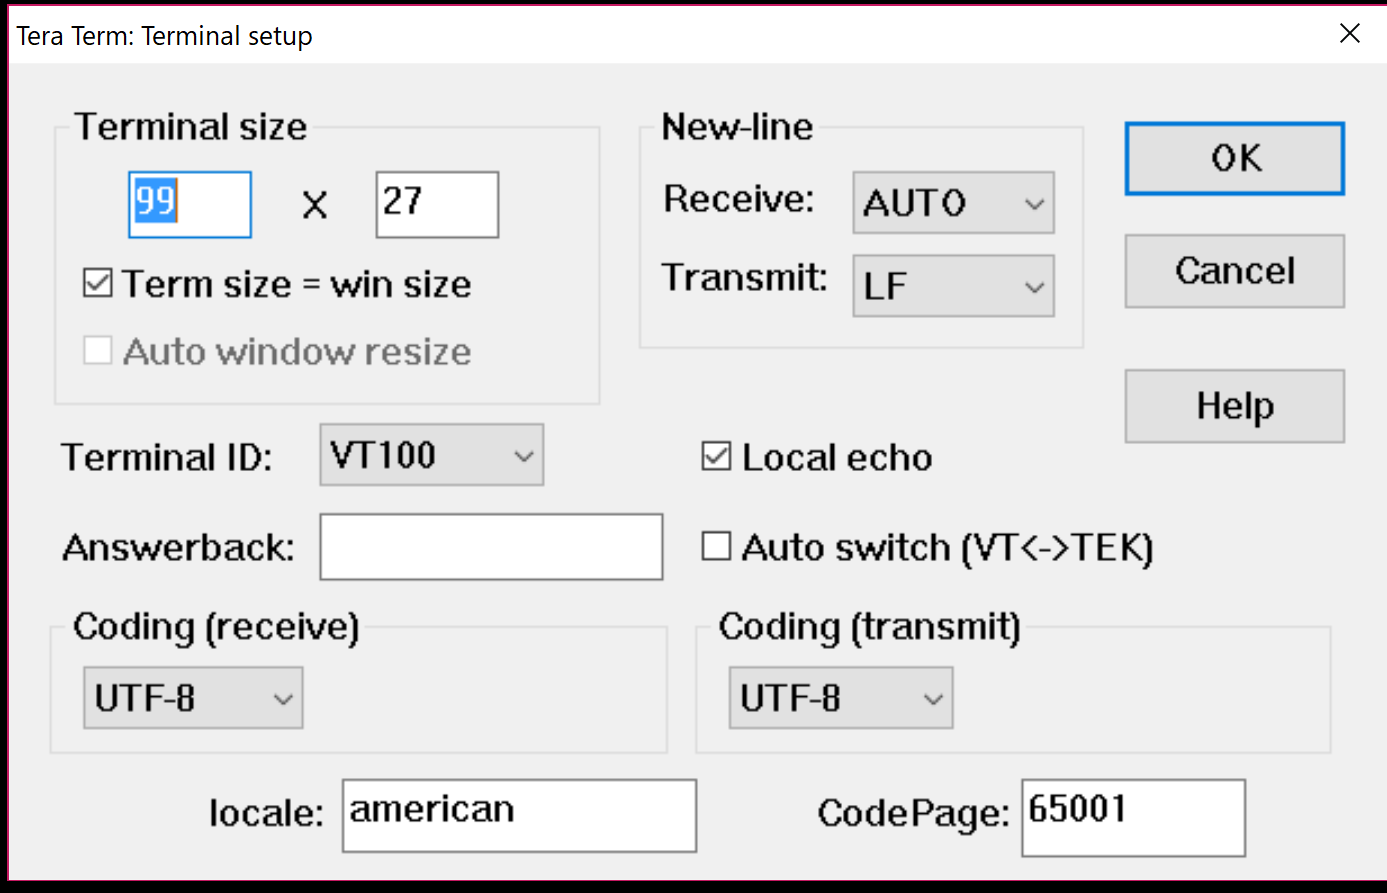 Tera Term: Terminal setup
Terminal size
99 X 27
Term size = win size
Auto window resize
New-line
Receive: AUTO
Transmit: LF
OK
Cancel
Help
Terminal ID: VT100
Local echo
Answerback:
Auto switch (VT<->TEK)
Coding (receive)
UTF-8
Coding (transmit)
UTF-8
locale: american
CodePage: 65001